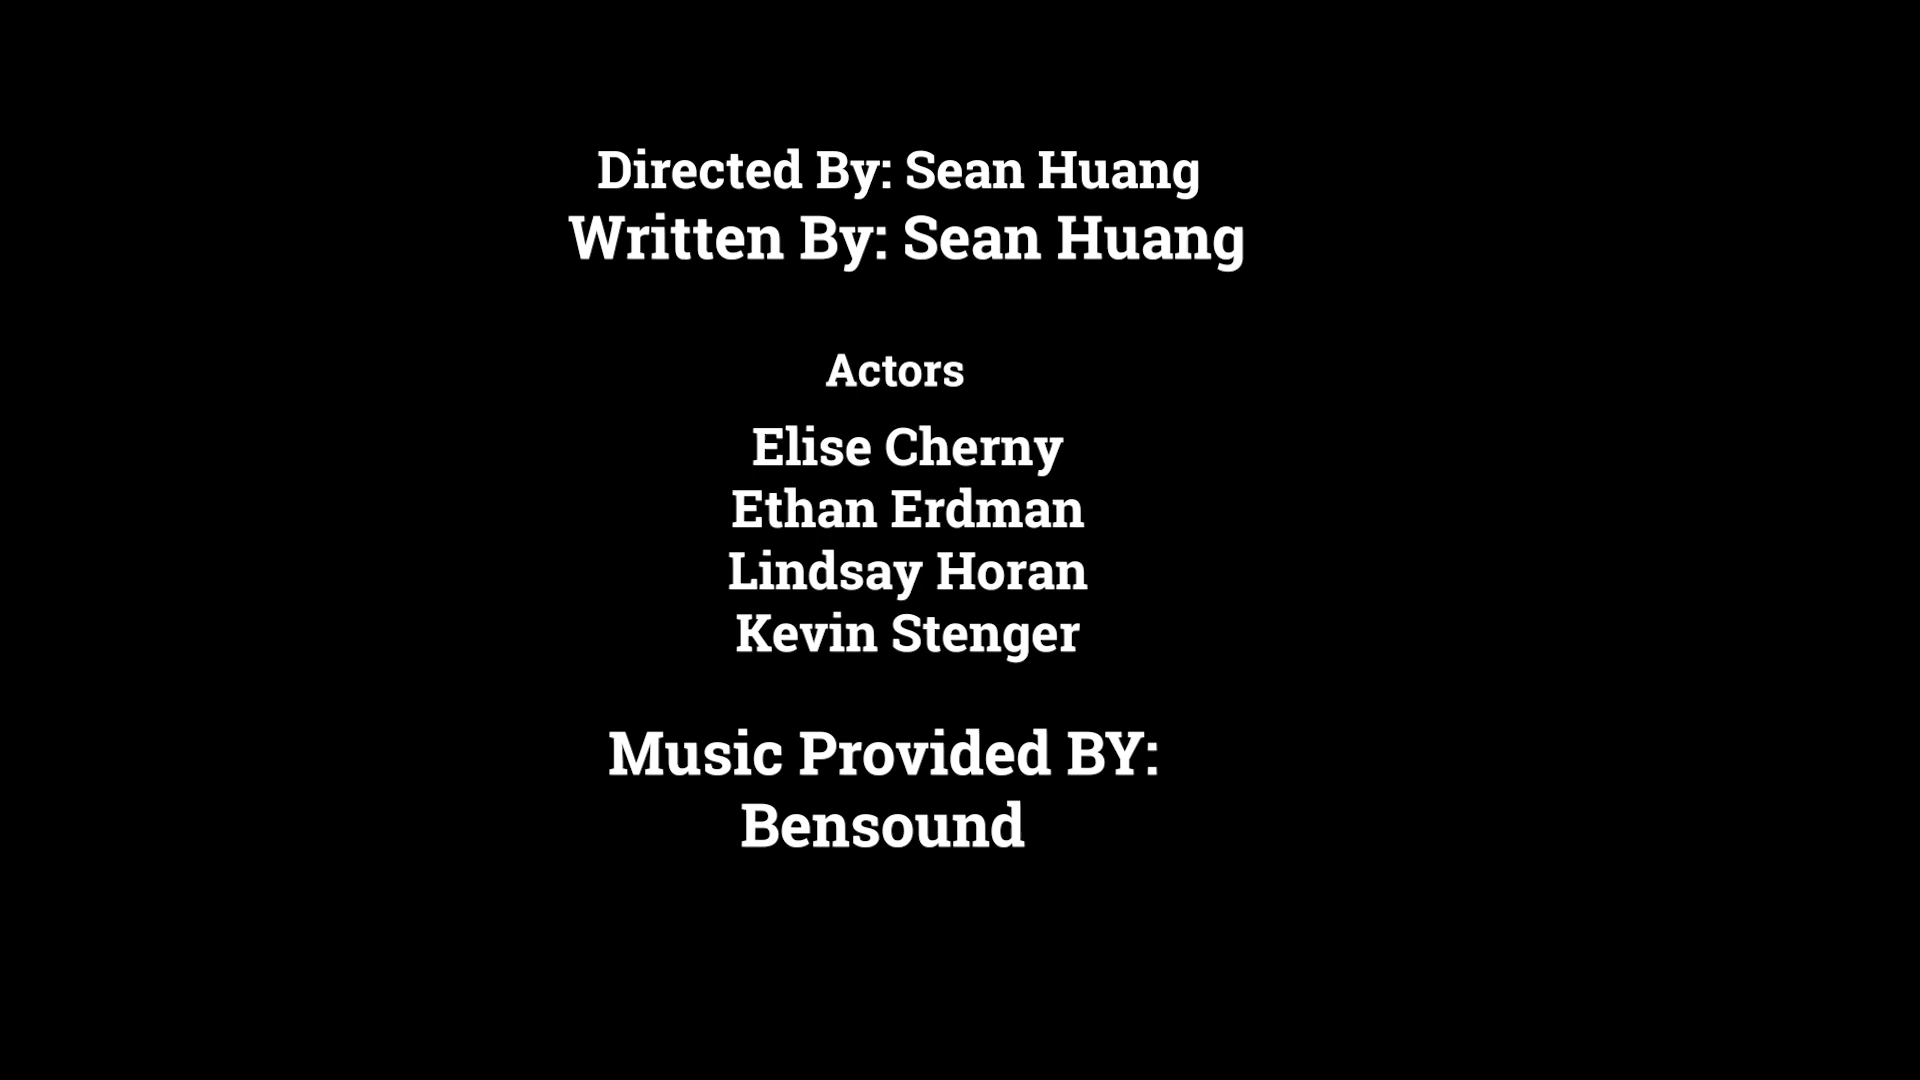 Directed By: Sean Huang
Written By: Sean Huang
Actors
Elise Cherny
Ethan Erdman
Lindsay Horan
Kevin Stenger
Music Provided BY:
Bensound